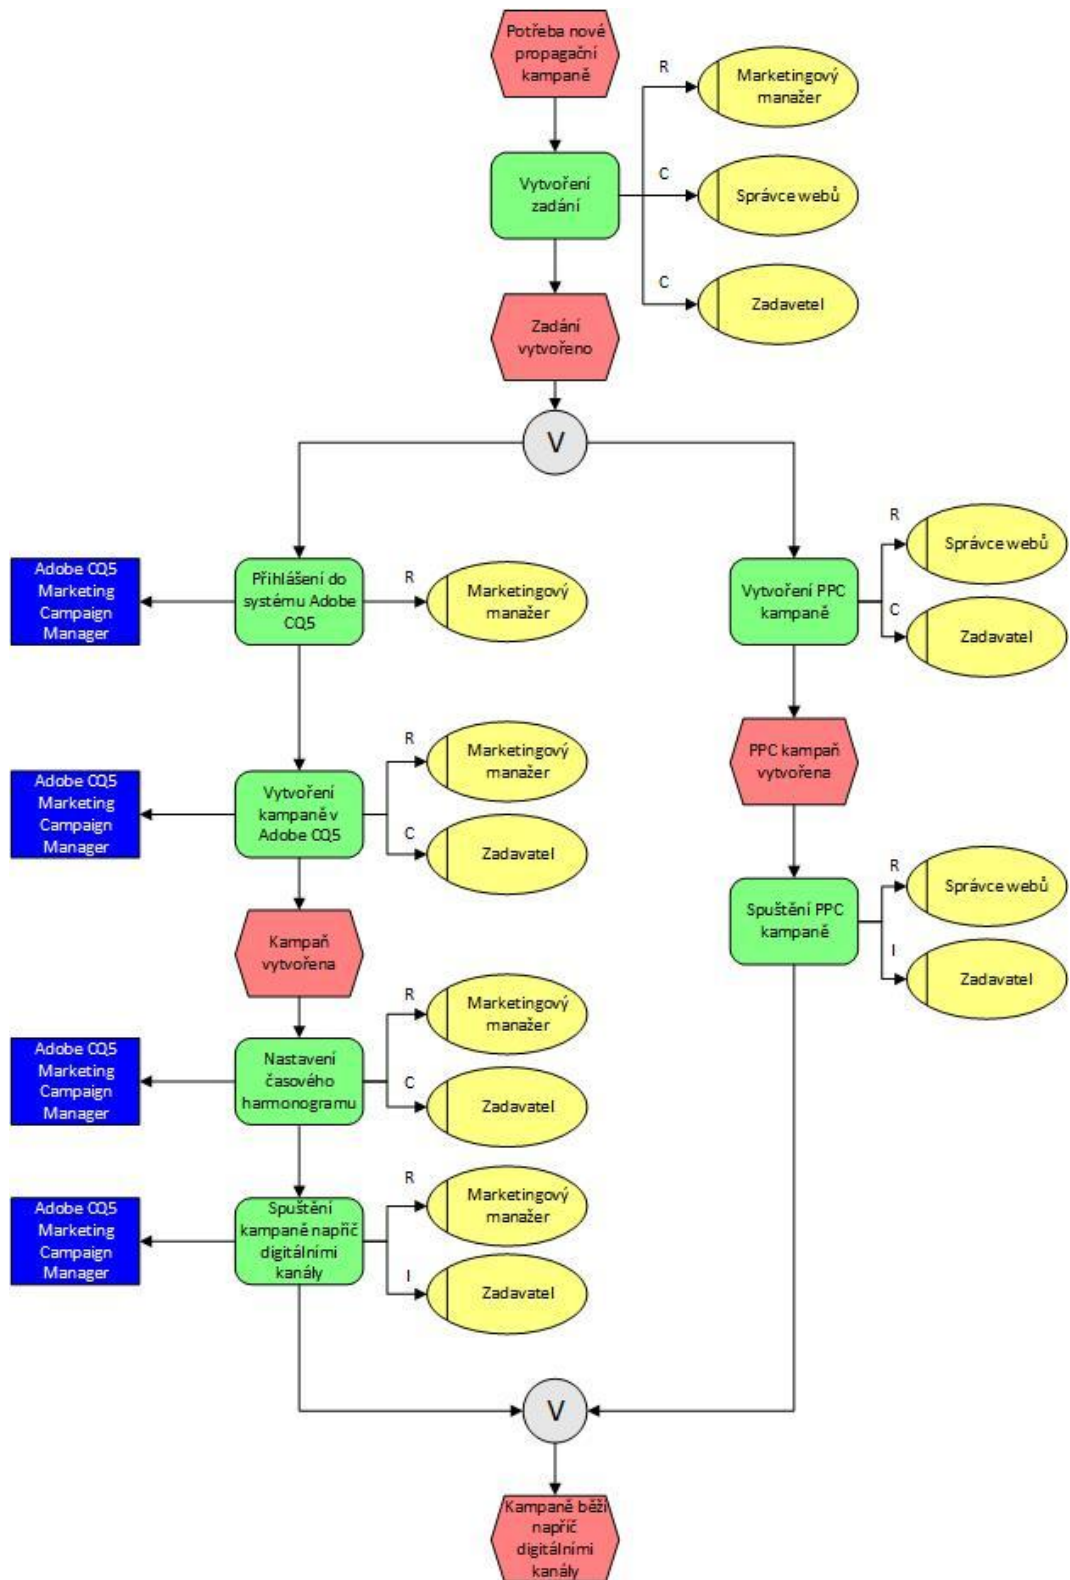 Potřeba nové
propagační
kampaně
R
Marketingový
manažer
Vytvoření
zadání
C
Správce webů
C
Zadavetel
Zadání
vytvořeno
V
Adobe CQ5
Marketing
Campaign
Manager
Přihlášení do
systému Adobe
CQ5
R
Marketingový
manažer
Vytvoření PPC
kampaně
R
Správce webů
C
Zadavatel
PPC kampaň
vytvořena
Adobe CQ5
Marketing
Campaign
Manager
Vytvoření
kampaně v
Adobe CQ5
R
Marketingový
manažer
C
Zadavatel
Spuštění PPC
kampaně
R
Správce webů
I
Zadavatel
Kampaň
vytvořena
Adobe CQ5
Marketing
Campaign
Manager
Nastavení
časového
harmonogramu
R
Marketingový
manažer
C
Zadavatel
Adobe CQ5
Marketing
Campaign
Manager
Spuštění
kampaně napříč
digitálními
kanály
R
Marketingový
manažer
I
Zadavatel
V
Kampaně běží
napříč
digitálními
kanály